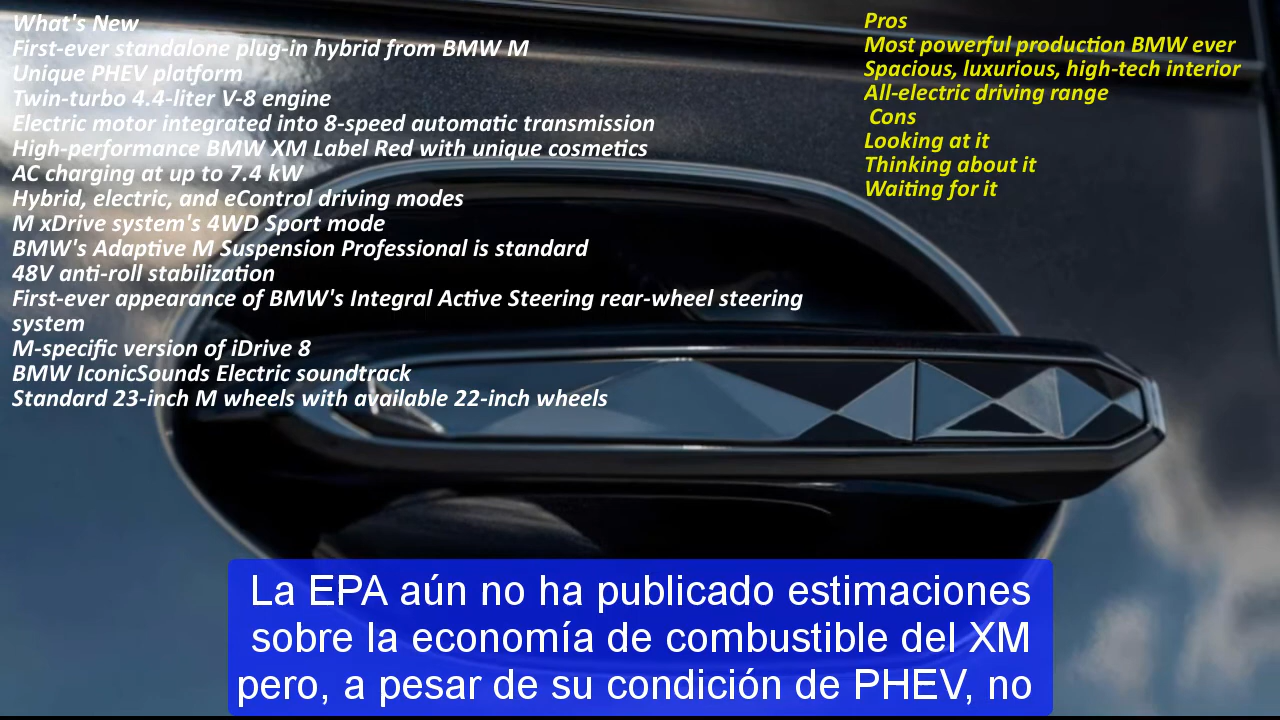 What's New
First-ever standalone plug-in hybrid from BMW M
Unique PHEV platform
Twin-turbo 4.4-liter V-8 engine
Electric motor integrated into 8-speed automatic transmission
High-performance BMW XM Label Red with unique cosmetics
AC charging at up to 7.4 kW
Hybrid, electric, and eControl driving modes
M xDrive system's 4WD Sport mode
BMW's Adaptive M Suspension Professional is standard
48V anti-roll stabilization
First-ever appearance of BMW's Integral Active Steering rear-wheel steering
system
M-specific version of iDrive 8
BMW IconicSounds Electric soundtrack
Standard 23-inch M wheels with available 22-inch wheels
Pros
Most powerful production BMW ever
Spacious, luxurious, high-tech interior
All-electric driving range
Cons
Looking at it
Thinking about it
Waiting for it
La EPA aún no ha publicado estimaciones
sobre la economía de combustible del XM
pero, a pesar de su condición de PHEV, no